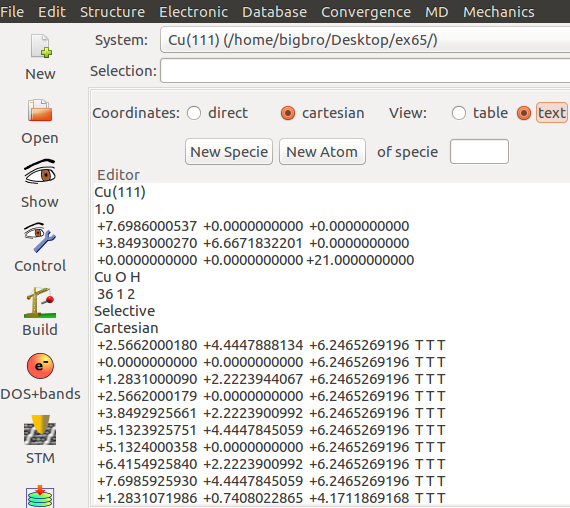 File Edit Structure Electronic Database Convergence MD Mechanics
System: Cu(111) (/home/bigbro/Desktop/ex65/)
New
Selection:
Coordinates: direct cartesian View: table text
Open
New Specie New Atom of specie
Editor
Show
Control
Build
DOS+bands
STM
Cu(111)
1.0
+7.6986000537 +0.0000000000 +0.0000000000
+3.8493000270 +6.6671832201 +0.0000000000
+0.0000000000 +0.0000000000 +21.0000000000
Cu O H
36 1 2
Selective
Cartesian
+2.5662000180 +4.4447888134 +6.2465269196 T T T
+0.0000000000 +0.0000000000 +6.2465269196 T T T
+1.2831000090 +2.2223944067 +6.2465269196 T T T
+2.5662000179 +0.0000000000 +6.2465269196 T T T
+3.8492925661 +2.2223900992 +6.2465269196 T T T
+5.1323925751 +4.4447845059 +6.2465269196 T T T
+5.1324000358 +0.0000000000 +6.2465269196 T T T
+6.4154925840 +2.2223900992 +6.2465269196 T T T
+7.6985925930 +4.4447845059 +6.2465269196 T T T
+1.2831071986 +0.7408022865 +4.1711869168 T T T